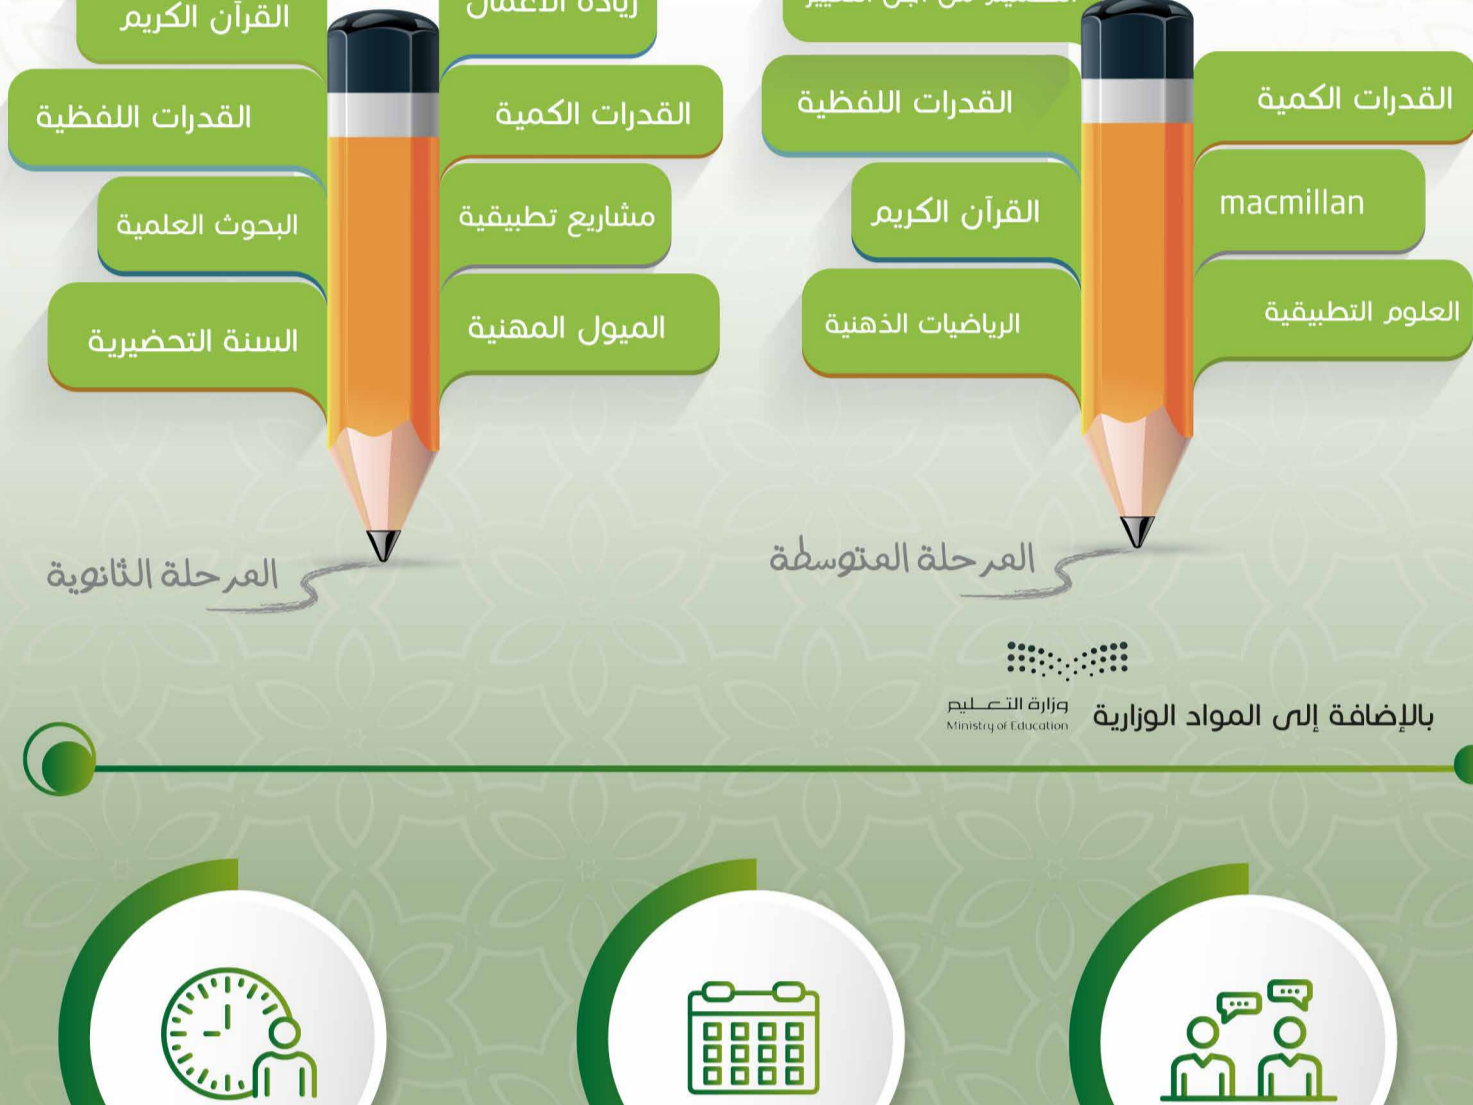 القدرات الكمية
القدرات اللفظية
macmillan
القرآن الكريم
العلوم التطبيقية
الرياضيات الذهنية
المرحلة المتوسطة
ريادة الأعمال
القرآن الكريم
القدرات الكمية
القدرات اللفظية
مشاريع تطبيقية
البحوث العلمية
الميول المهنية
السنة التحضيرية
المرحلة الثانوية
بالإضافة إلى المواد الوزارية
وزارة التعليم
Ministry of Education